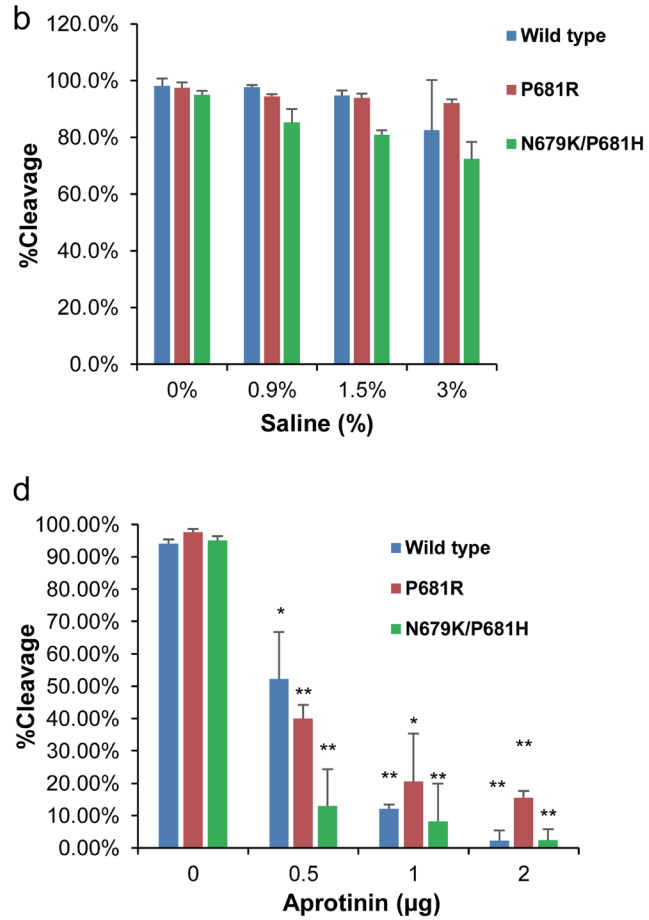 b
120.0%
100.0%
80.0%
60.0%
40.0%
20.0%
0.0%
%Cleavage
0% 0.9% 1.5% 3%
Saline (%)
Wild type
P681R
N679K/P681H
d
100.00%
90.00%
80.00%
70.00%
60.00%
50.00%
40.00%
30.00%
20.00%
10.00%
0.00%
%Cleavage
* ** **
** * **
** ** **
0 0.5 1 2
Aprotinin (µg)
Wild type
P681R
N679K/P681H